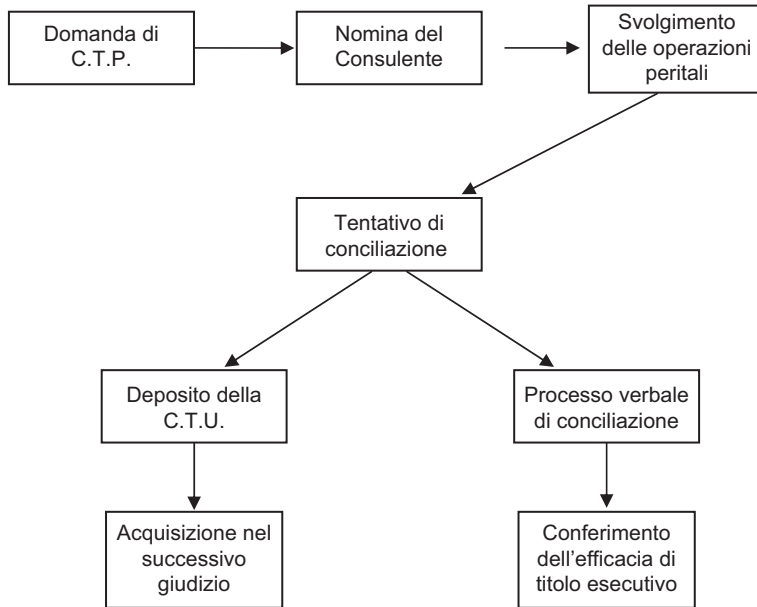 Domanda di
C.T.P.
Nomina del
Consulente
Svolgimento
delle operazioni
peritali
Tentativo di
conciliazione
Deposito della
C.T.U.
Processo verbale
di conciliazione
Acquisizione nel
successivo
giudizio
Conferimento
dell’efficacia di
titolo esecutivo